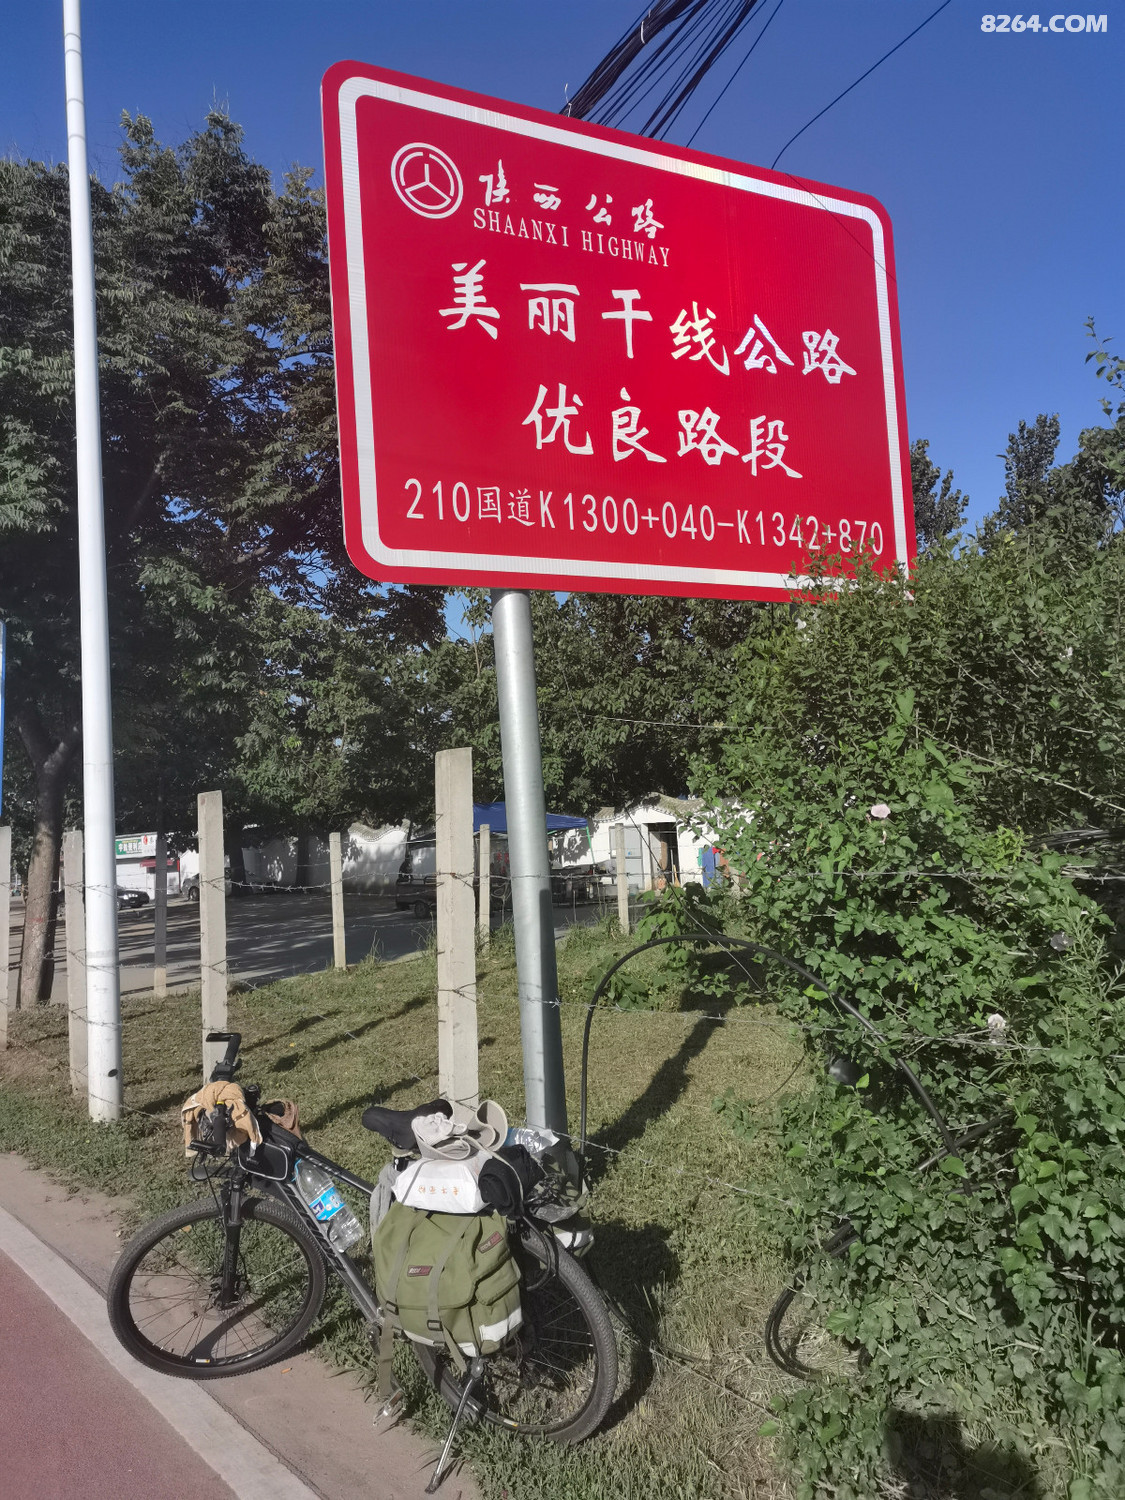 8264.COM
陕西公路
SHAANXI HIGHWAY
美丽干线公路
优良路段
210国道K1300+040-K1342+870